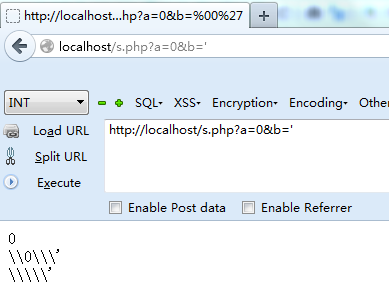 http://localhost...hp?a=0&b=%00%27
localhost/s.php?a=0&b='
INT SQL XSS Encryption Encoding Other
Load URL
http://localhost/s.php?a=0&b='
Split URL
Execute
Enable Post data Enable Referrer
0
\\0\\\'
\\\\\'